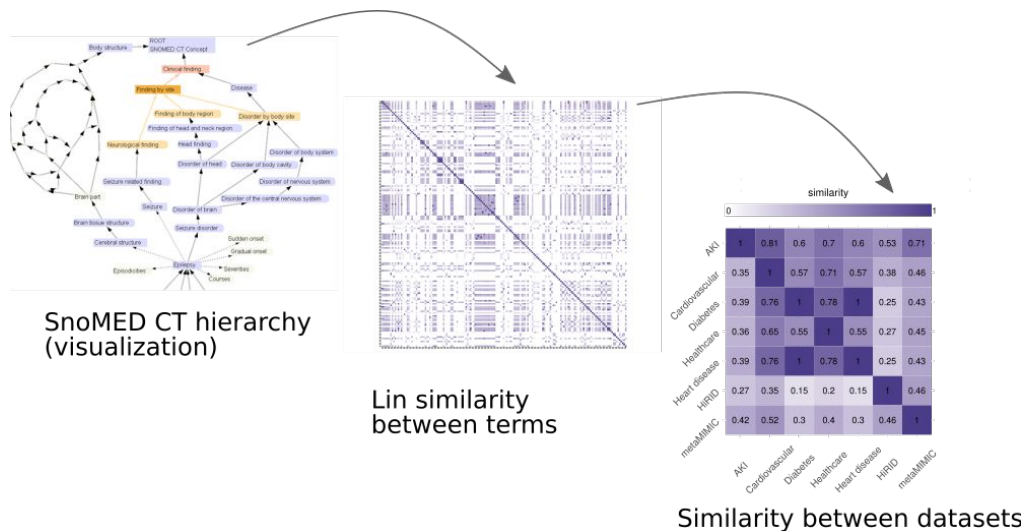 ROOT
SNOMED CT Concept
Body structure
Clinical finding
Finding by site
Disease
Finding of body region
Disorder by body site
Finding of head and neck region
Neurological finding
Head finding
Disorder of body system
Disorder of head
Disorder of body cavity
Seizure related finding
Disorder of nervous system
Brain part
Disorder of the central nervous system
Seizure
Disorder of brain
Brain tissue structure
Seizure disorder
Cerebral structure
Sudden onset
Gradual onset
Episodicities
Epilepsy
Severities
Courses
SnoMED CT hierarchy
(visualization)
Lin similarity
between terms
similarity
0 1
AKI 1 0.81 0.6 0.7 0.6 0.53 0.71
Cardiovascular 0.35 1 0.57 0.71 0.57 0.38 0.46
Diabetes 0.39 0.76 1 0.78 1 0.25 0.43
Healthcare 0.36 0.65 0.55 1 0.55 0.27 0.45
Heart disease 0.39 0.76 1 0.78 1 0.25 0.43
HiRID 0.27 0.35 0.15 0.2 0.15 1 0.46
metaMIMIC 0.42 0.52 0.3 0.4 0.3 0.46 1
AKI Cardiovascular Diabetes Healthcare Heart disease HiRID metaMIMIC
Similarity between datasets